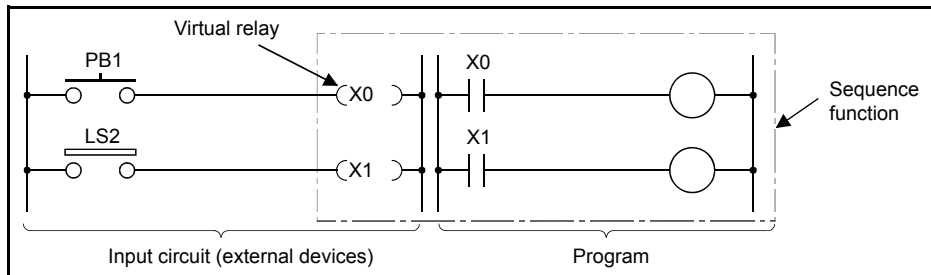 Virtual relay
PB1
X0
X0
Sequence
function
LS2
X1
X1
Input circuit (external devices)
Program